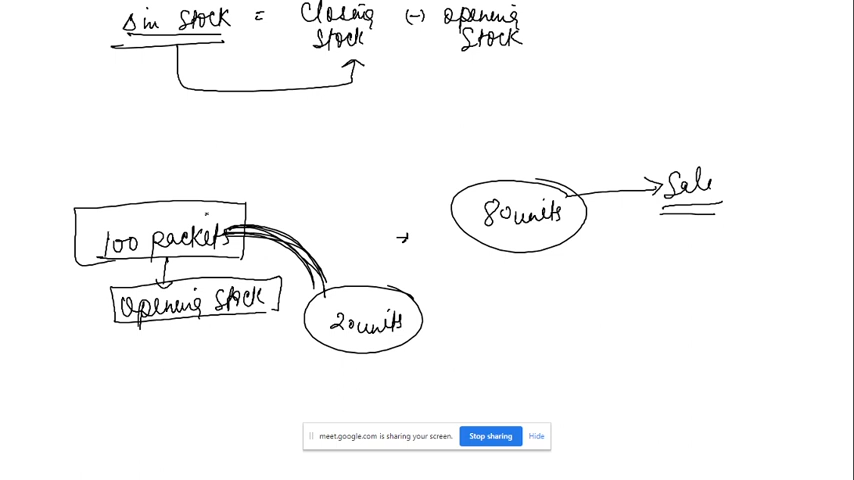 Δ in Stock = Closing Stock (-) Opening Stock
80 units → Sale
100 packets →
Opening Stock
20 units
meet.google.com is sharing your screen. Stop sharing Hide